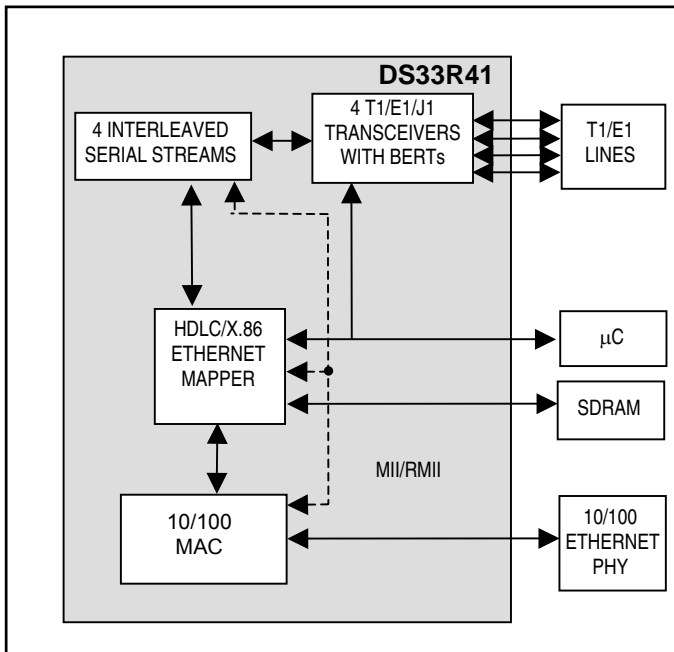 DS33R41
4 INTERLEAVED
SERIAL STREAMS
4 T1/E1/J1
TRANSCEIVERS
WITH BERTs
T1/E1
LINES
HDLC/X.86
ETHERNET
MAPPER
μC
SDRAM
MII/RMII
10/100
MAC
10/100
ETHERNET
PHY